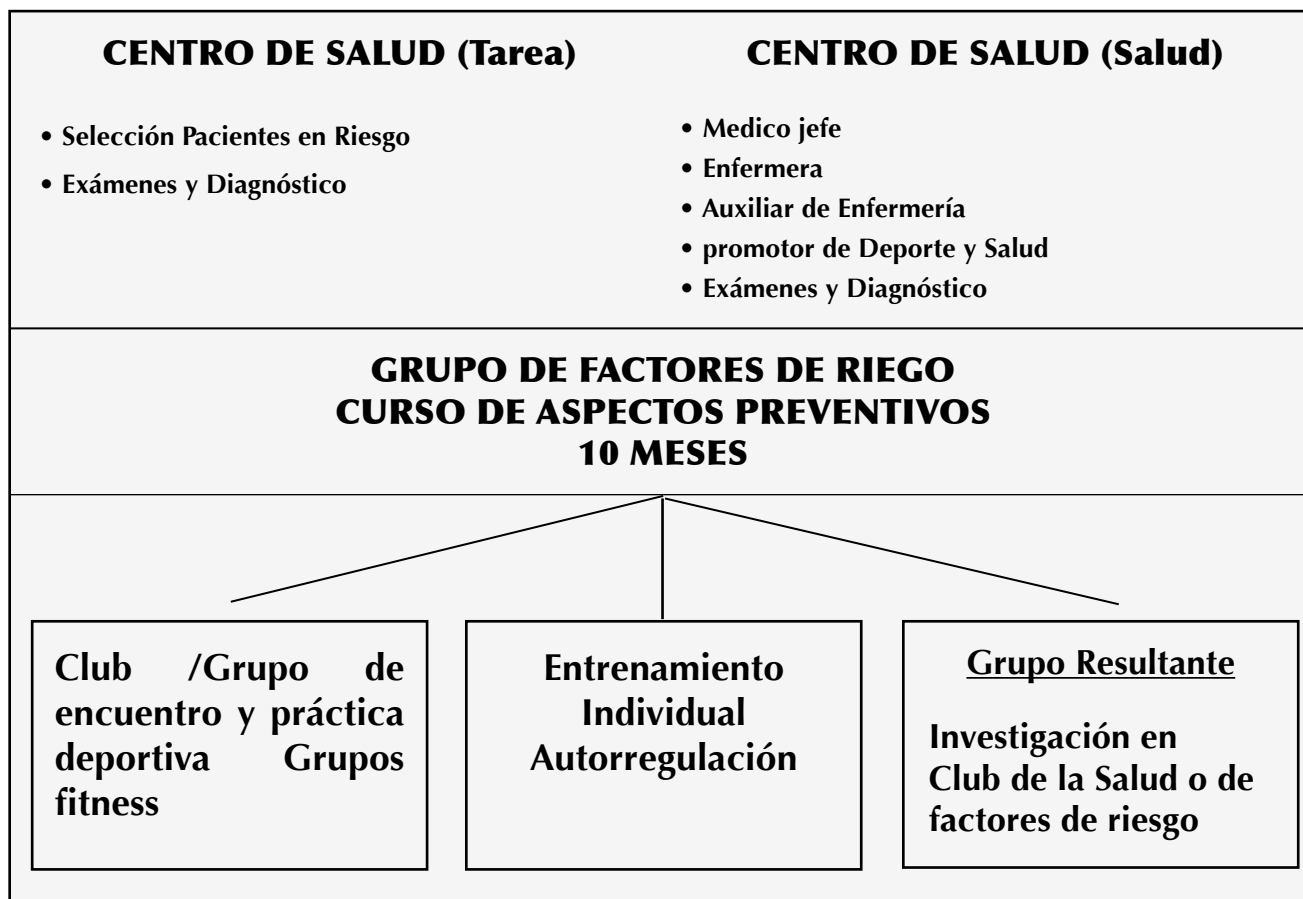 CENTRO DE SALUD (Tarea)
• Selección Pacientes en Riesgo
• Exámenes y Diagnóstico
CENTRO DE SALUD (Salud)
• Medico jefe
• Enfermera
• Auxiliar de Enfermería
• promotor de Deporte y Salud
• Exámenes y Diagnóstico
GRUPO DE FACTORES DE RIEGO
CURSO DE ASPECTOS PREVENTIVOS
10 MESES
Club /Grupo de
encuentro y práctica
deportiva Grupos
fitness
Entrenamiento
Individual
Autorregulación
Grupo Resultante
Investigación en
Club de la Salud o de
factores de riesgo